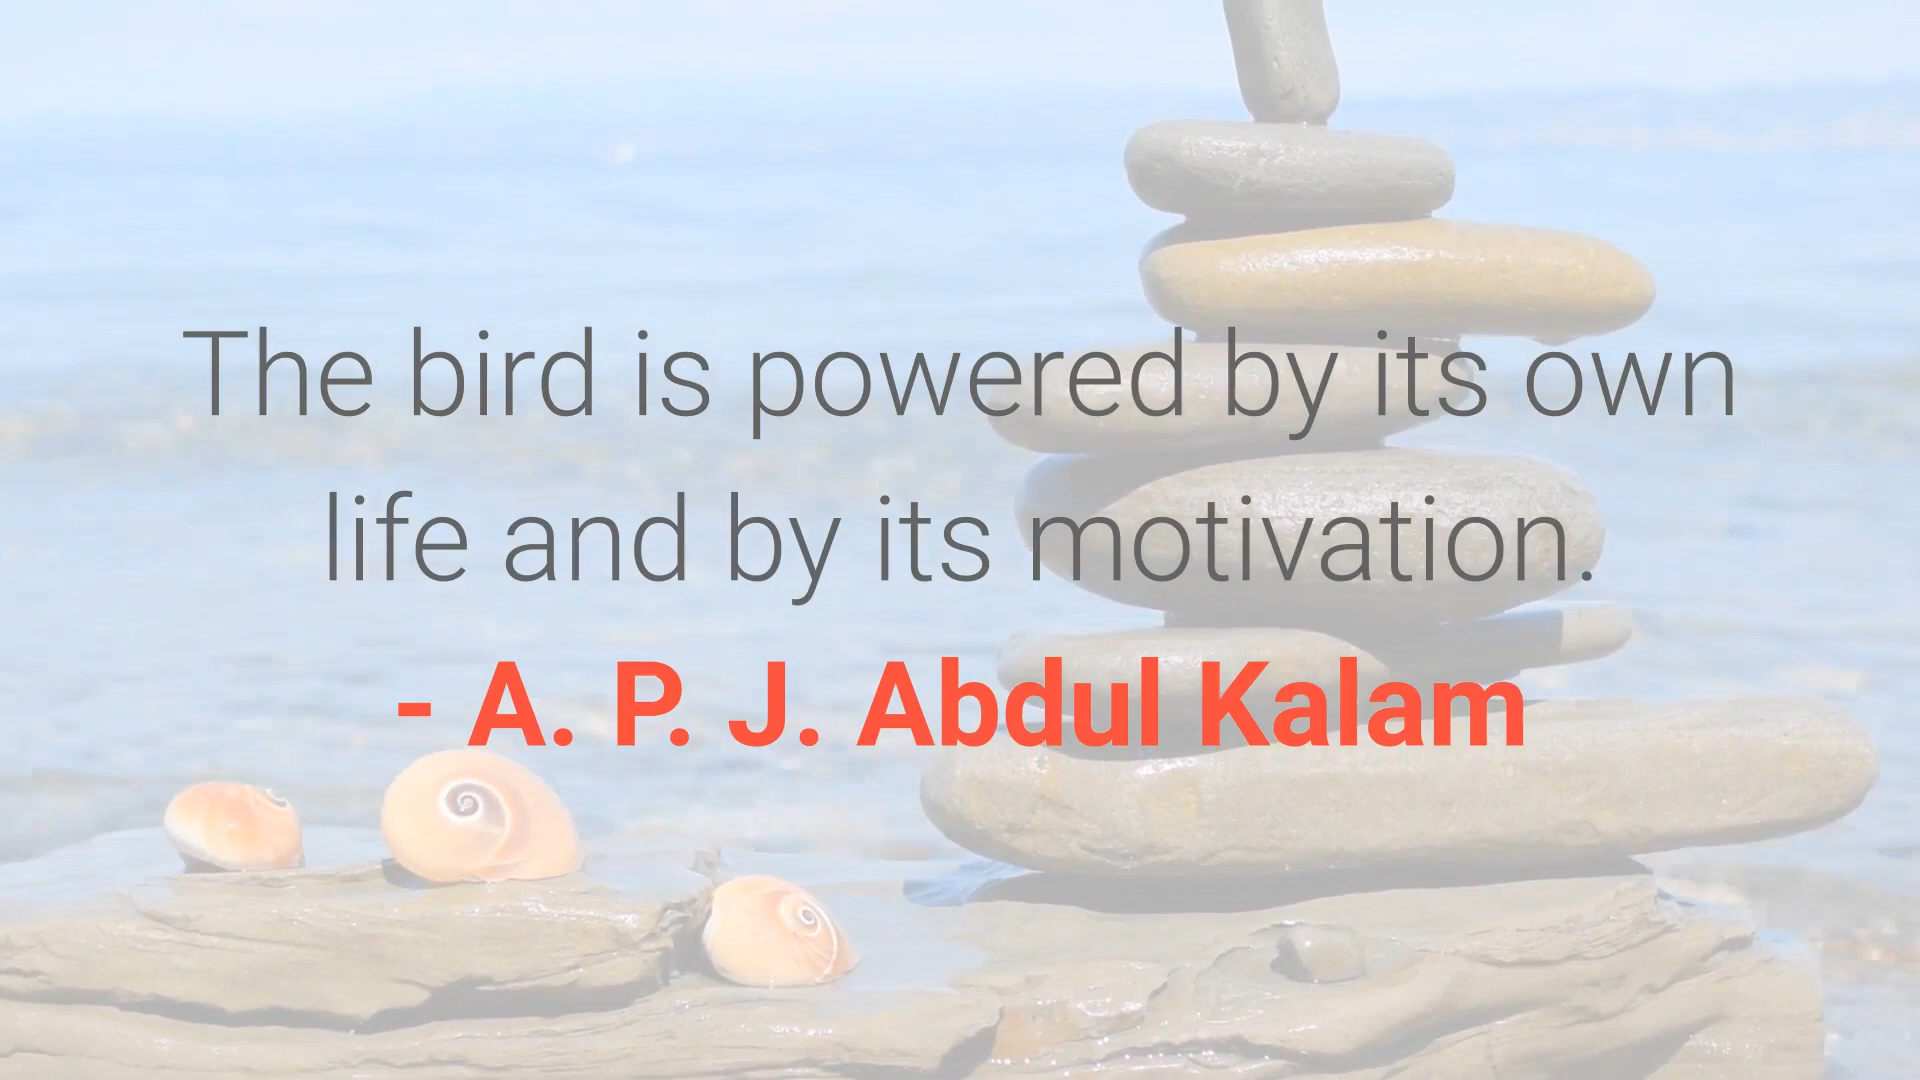 The bird is powered by its own
life and by its motivation.
- A. P. J. Abdul Kalam